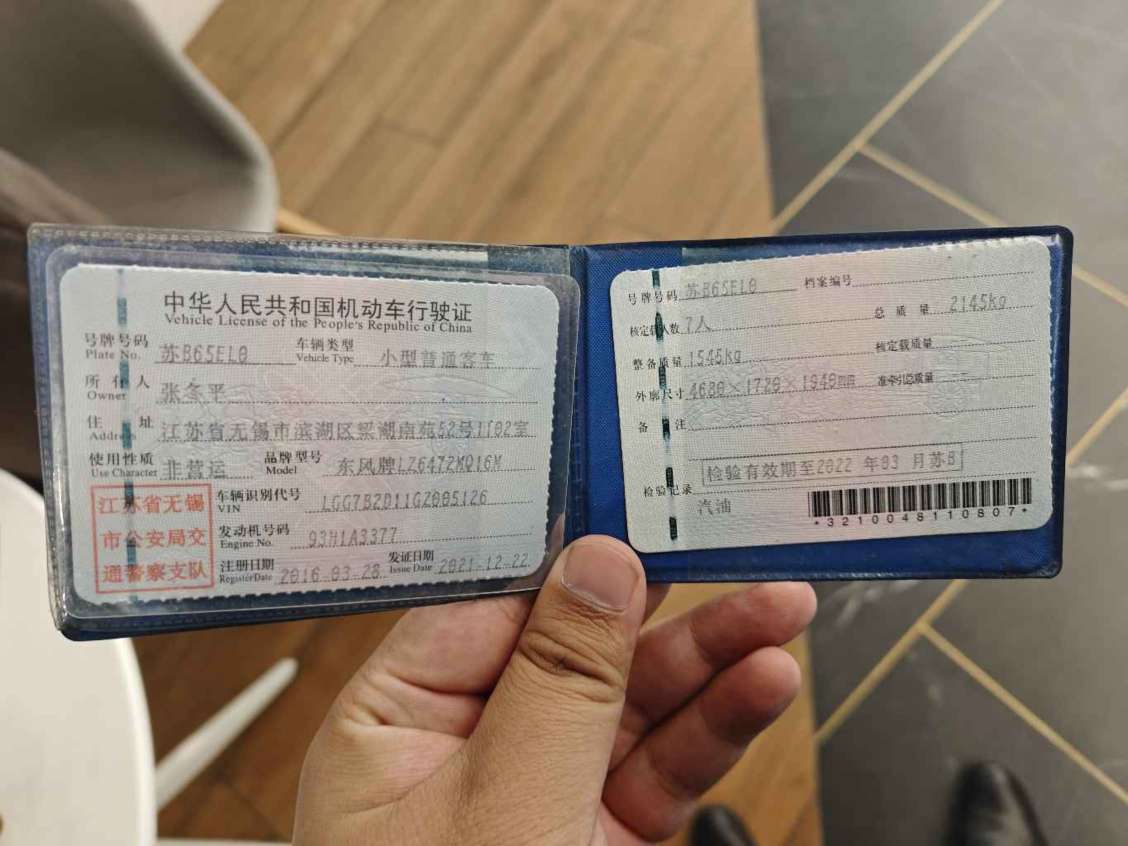 中华人民共和国机动车行驶证
Vehicle License of the People's Republic of China
号牌号码 苏B65EL0 车辆类型 小型普通客车
Plate No. Vehicle Type
所有人 张冬平
Owner
住址 江苏省无锡市滨湖区蠡湖南苑52号1102室
Address
使用性质 非营运 品牌型号 东风牌LZ6472MQ16M
Use Character Model
江苏省无锡
市公安局交
通警察支队
车辆识别代号 LGG7B2D11GZ005126
VIN
发动机号码 93H1A3377
Engine No.
注册日期 2016.03.28 发证日期 2021.12.22
Register Date Issue Date
号牌号码 苏B65EL0 档案编号
核定载人数 7人 总质量 2145kg
整备质量 1545kg 核定载质量
外廓尺寸 4680×1720×1840mm 准牵引总质量 --
备注
检验记录 检验有效期至2022年03月苏B
汽油
*3210048110807*